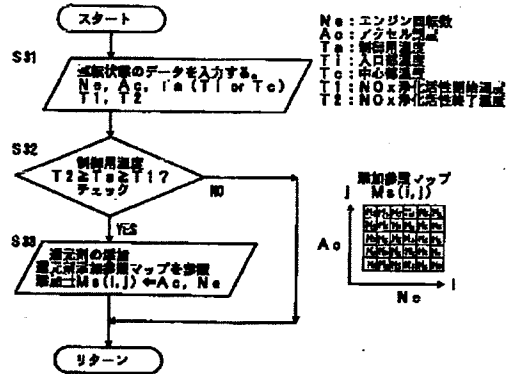 スタート
S31
運転状態のデータを入力する。
Ne, Ac, Ta (Ti or Tc)
T1, T2
S32
制御用温度
T2≧Ta≧T1?
チェック
NO
YES
S33
還元剤の添加
還元剤添加参照マップを参照
Ms(i,j) ←Ac, Ne
リターン
Ne:エンジン回転数
Ac:アクセル開度
Ta:制御用温度
Ti:入口部温度
Tc:中心部温度
T1:NOx浄化活性開始温度
T2:NOx浄化活性終了温度
添加参照マップ
j Ms(i,j)
Ac
i
Ne